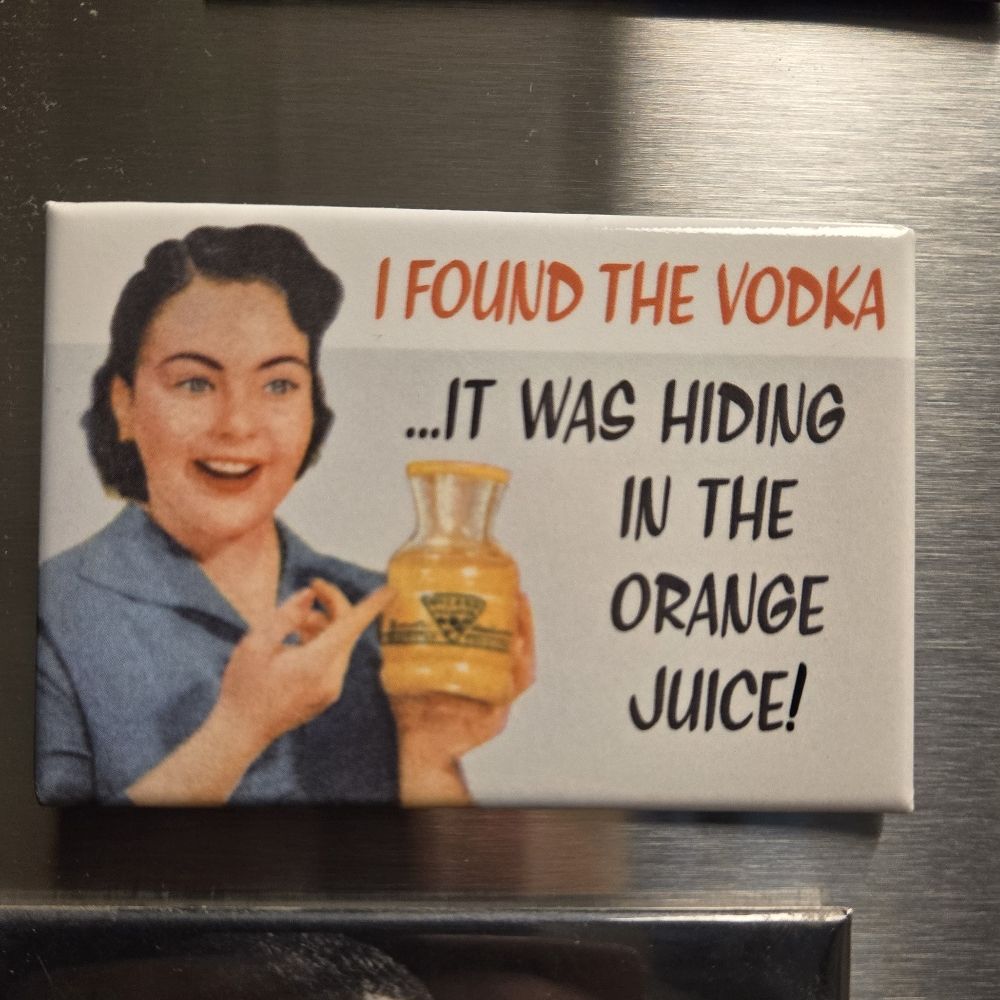 I FOUND THE VODKA
...IT WAS HIDING
IN THE
ORANGE
JUICE!